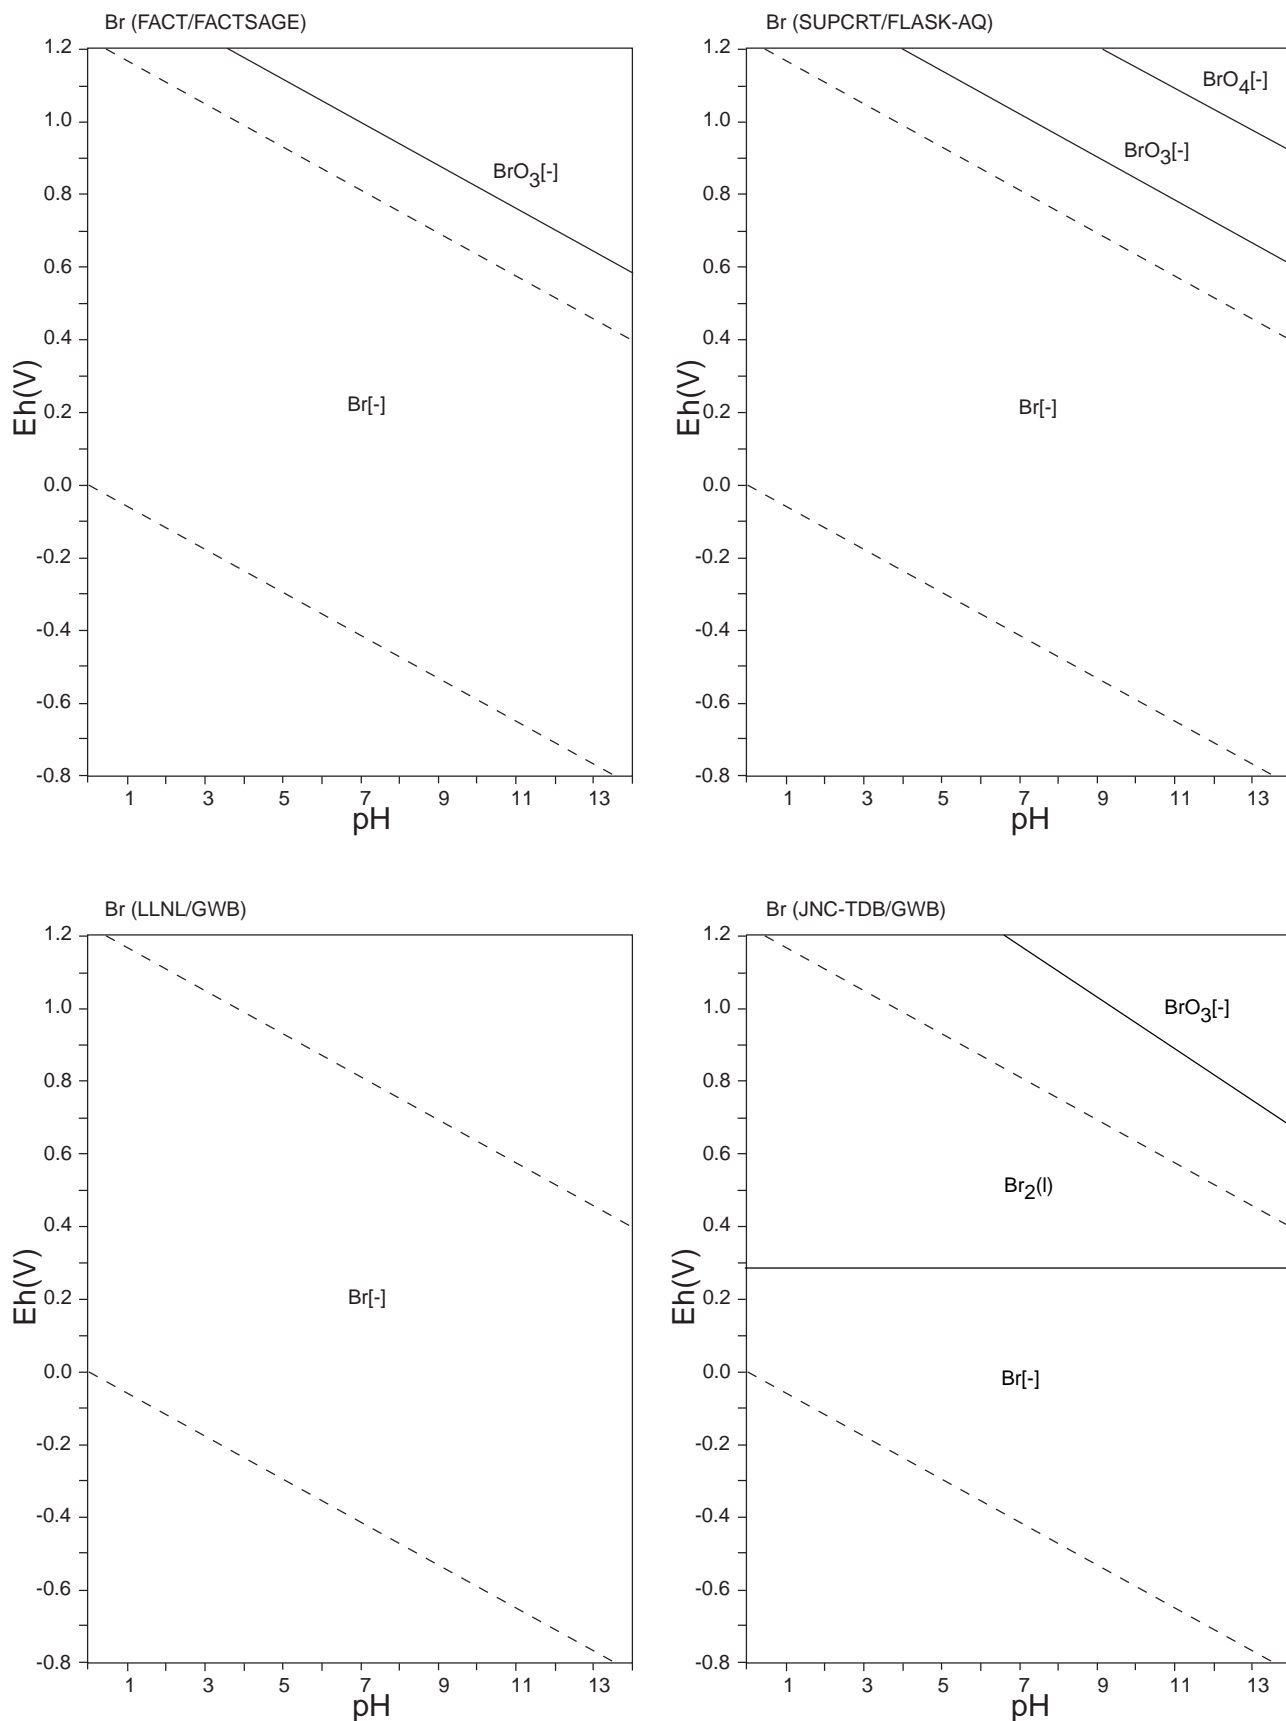 Br (FACT/FACTSAGE)
1.2
1.0
0.8
0.6
0.4
0.2
0.0
-0.2
-0.4
-0.6
-0.8
Eh(V)
BrO3[-]
Br[-]
1 3 5 7 9 11 13
pH
Br (SUPCRT/FLASK-AQ)
1.2
1.0
0.8
0.6
0.4
0.2
0.0
-0.2
-0.4
-0.6
-0.8
Eh(V)
BrO4[-]
BrO3[-]
Br[-]
1 3 5 7 9 11 13
pH
Br (LLNL/GWB)
1.2
1.0
0.8
0.6
0.4
0.2
0.0
-0.2
-0.4
-0.6
-0.8
Eh(V)
Br[-]
1 3 5 7 9 11 13
pH
Br (JNC-TDB/GWB)
1.2
1.0
0.8
0.6
0.4
0.2
0.0
-0.2
-0.4
-0.6
-0.8
Eh(V)
BrO3[-]
Br2(l)
Br[-]
1 3 5 7 9 11 13
pH